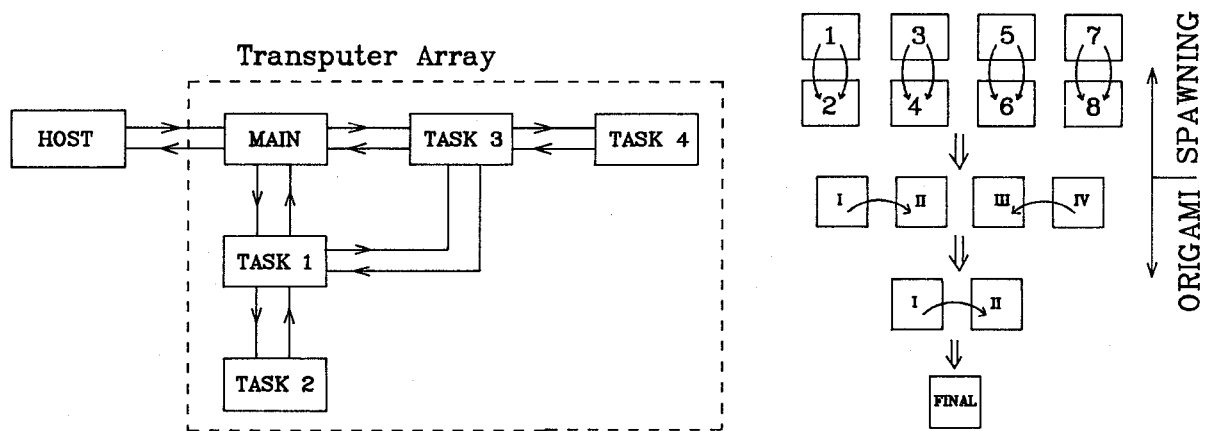 Transputer Array
HOST
MAIN
TASK 3
TASK 4
TASK 1
TASK 2
1 3 5 7
2 4 6 8
I II III IV
I II
FINAL
SPAWNING
ORIGAMI